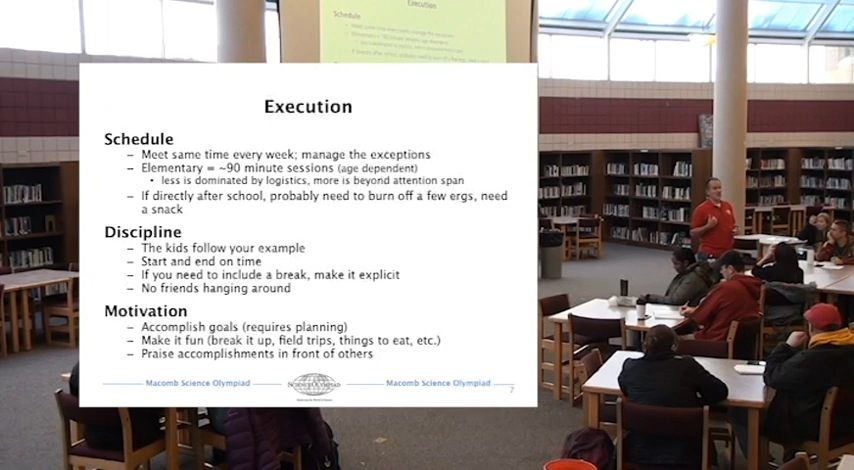 Execution
Schedule
Execution
Schedule
– Meet same time every week; manage the exceptions
– Elementary = ~90 minute sessions (age dependent)
• less is dominated by logistics, more is beyond attention span
– If directly after school, probably need to burn off a few ergs, need
a snack
Discipline
– The kids follow your example
– Start and end on time
– If you need to include a break, make it explicit
– No friends hanging around
Motivation
– Accomplish goals (requires planning)
– Make it fun (break it up, field trips, things to eat, etc.)
– Praise accomplishments in front of others
Macomb Science Olympiad
SCIENCE OLYMPIAD
Macomb Science Olympiad
7